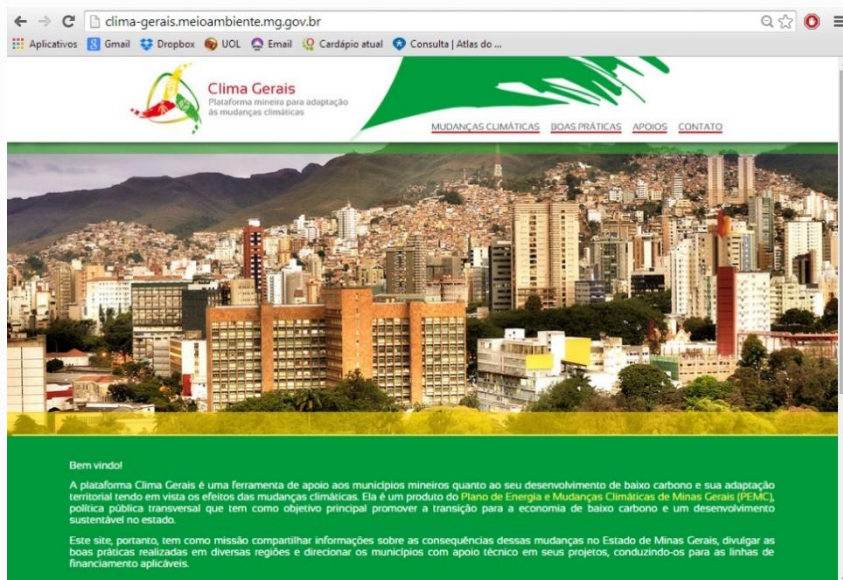 clima-gerais.meioambiente.mg.gov.br
Aplicativos Gmail Dropbox UOL Email Cardápio atual Consulta | Atlas do ...
Clima Gerais
Plataforma mineira para adaptação
às mudanças climáticas
MUDANÇAS CLIMÁTICAS BOAS PRÁTICAS APOIOS CONTATO
Bem vindo!
A plataforma Clima Gerais é uma ferramenta de apoio aos municípios mineiros quanto ao seu desenvolvimento de baixo carbono e sua adaptação
territorial tendo em vista os efeitos das mudanças climáticas. Ela é um produto do Plano de Energia e Mudanças Climáticas de Minas Gerais (PEMC),
política pública transversal que tem como objetivo principal promover a transição para a economia de baixo carbono e um desenvolvimento
sustentável no estado.
Este site, portanto, tem como missão compartilhar informações sobre as consequências dessas mudanças no Estado de Minas Gerais, divulgar as
boas práticas realizadas em diversas regiões e direcionar os municípios com apoio técnico em seus projetos, conduzindo-os para as linhas de
financiamento aplicáveis.